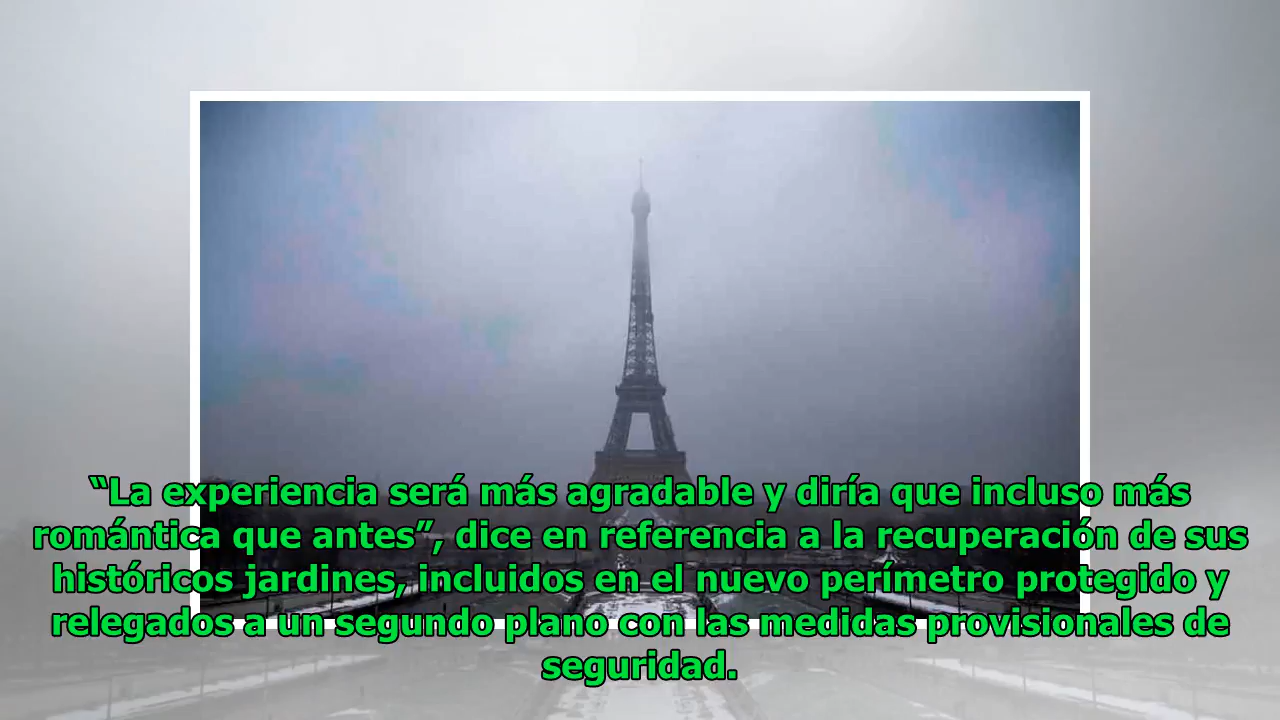 “La experiencia será más agradable y diría que incluso más
romántica que antes”, dice en referencia a la recuperación de sus
históricos jardines, incluidos en el nuevo perímetro protegido y
relegados a un segundo plano con las medidas provisionales de
seguridad.